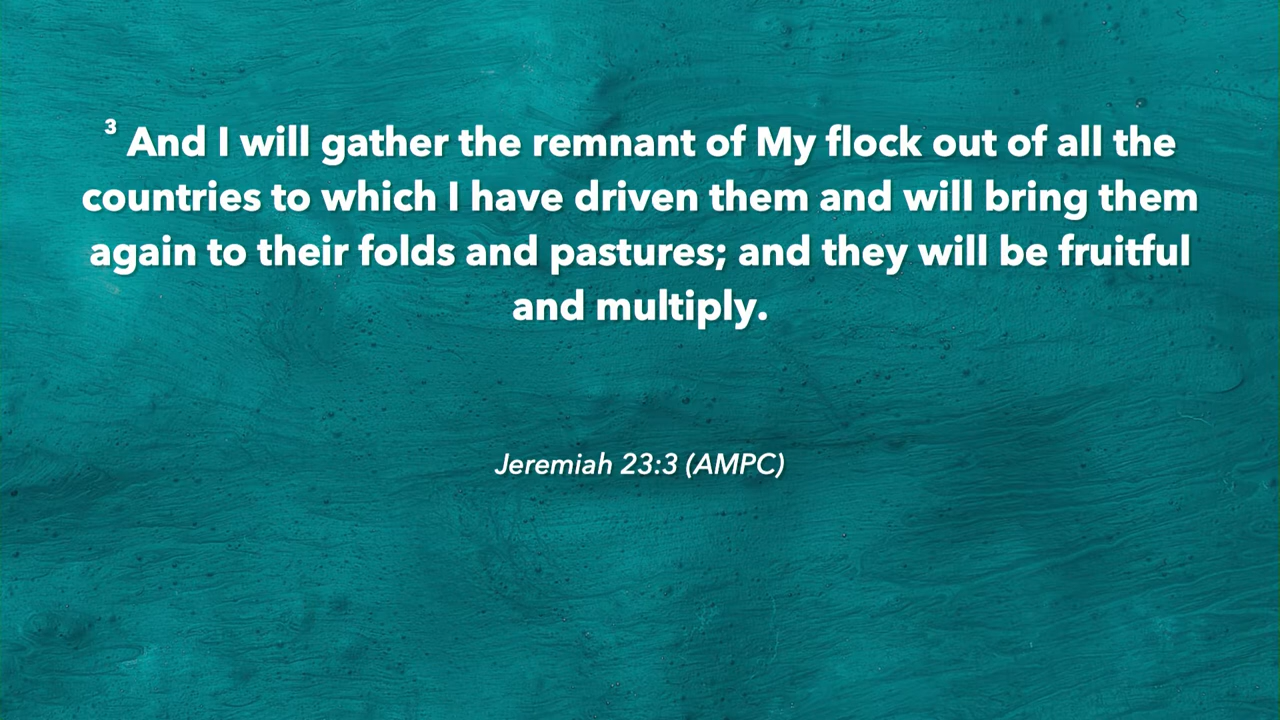 ³ And I will gather the remnant of My flock out of all the
countries to which I have driven them and will bring them
again to their folds and pastures; and they will be fruitful
and multiply.
Jeremiah 23:3 (AMPC)